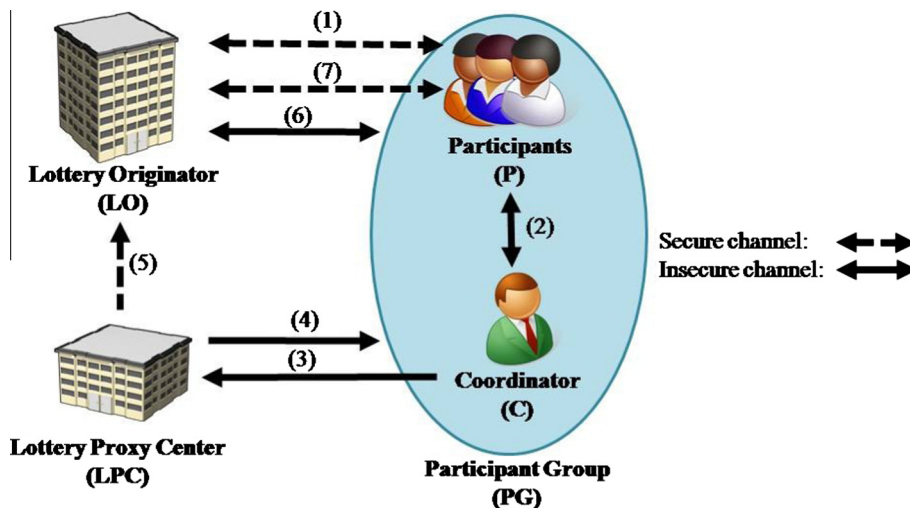 (1)
(7)
(6)
Participants
(P)
Lottery Originator
(LO)
(2)
Secure channel:
Insecure channel:
(5)
(4)
(3)
Coordinator
(C)
Lottery Proxy Center
(LPC)
Participant Group
(PG)